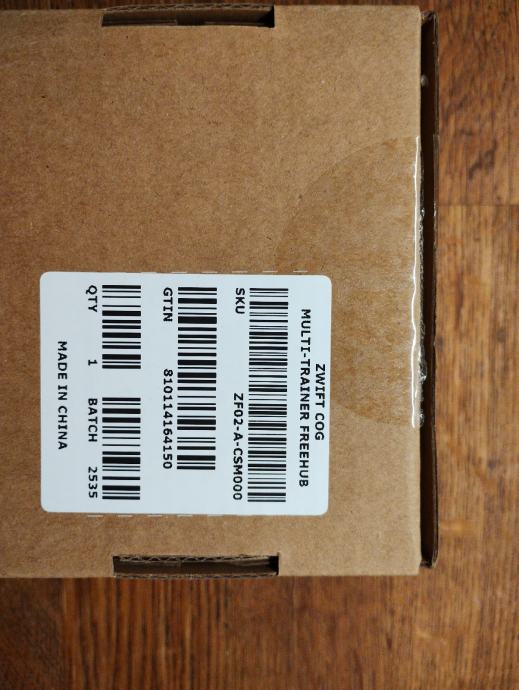 ZWIFT COG
MULTI-TRAINER FREEHUB
SKU ZF02-A-CSM000
GTIN 810114164150
QTY 1 BATCH 2535
MADE IN CHINA